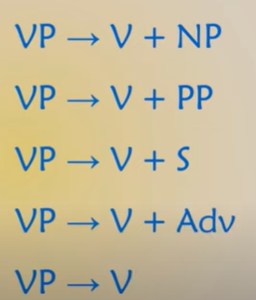 VP → V + NP
VP → V + PP
VP → V + S
VP → V + Adv
VP → V